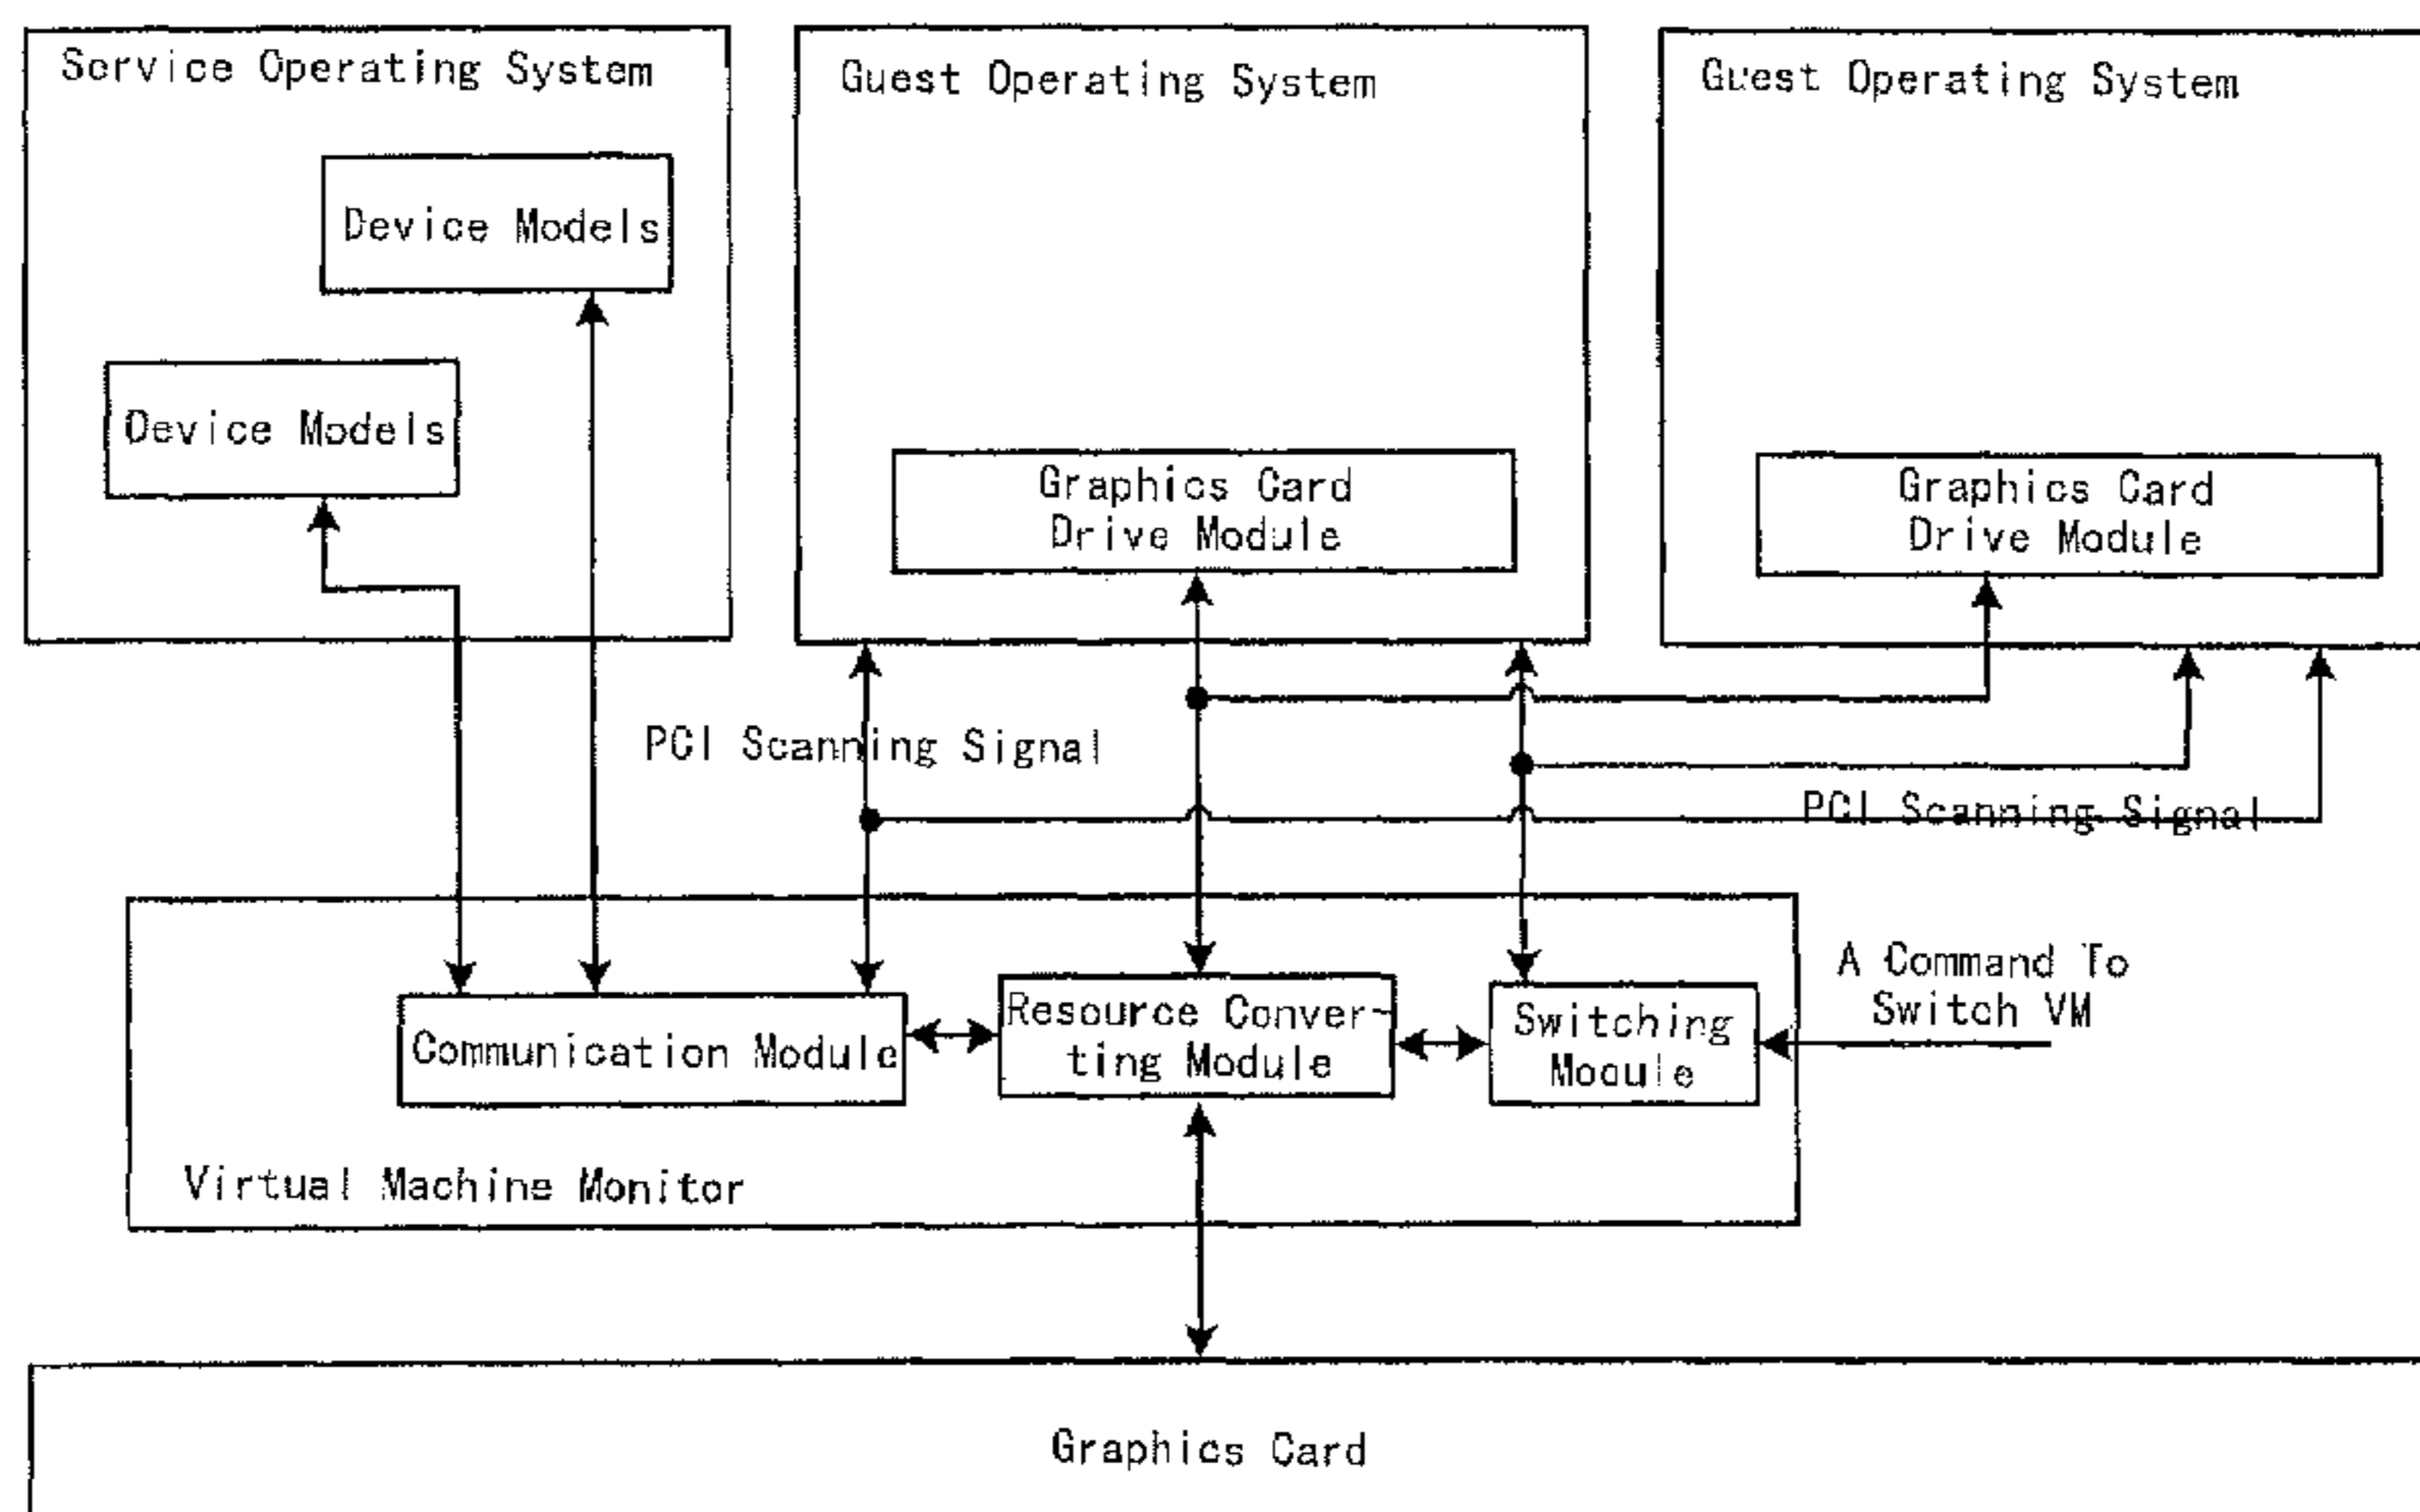 Service Operating System
Guest Operating System
Guest Operating System
Device Models
Device Models
Graphics Card
Drive Module
Graphics Card
Drive Module
PCI Scanning Signal
PCI Scanning Signal
A Command To
Switch VM
Communication Module
Resource Conver-
ting Module
Switching
Module
Virtual Machine Monitor
Graphics Card